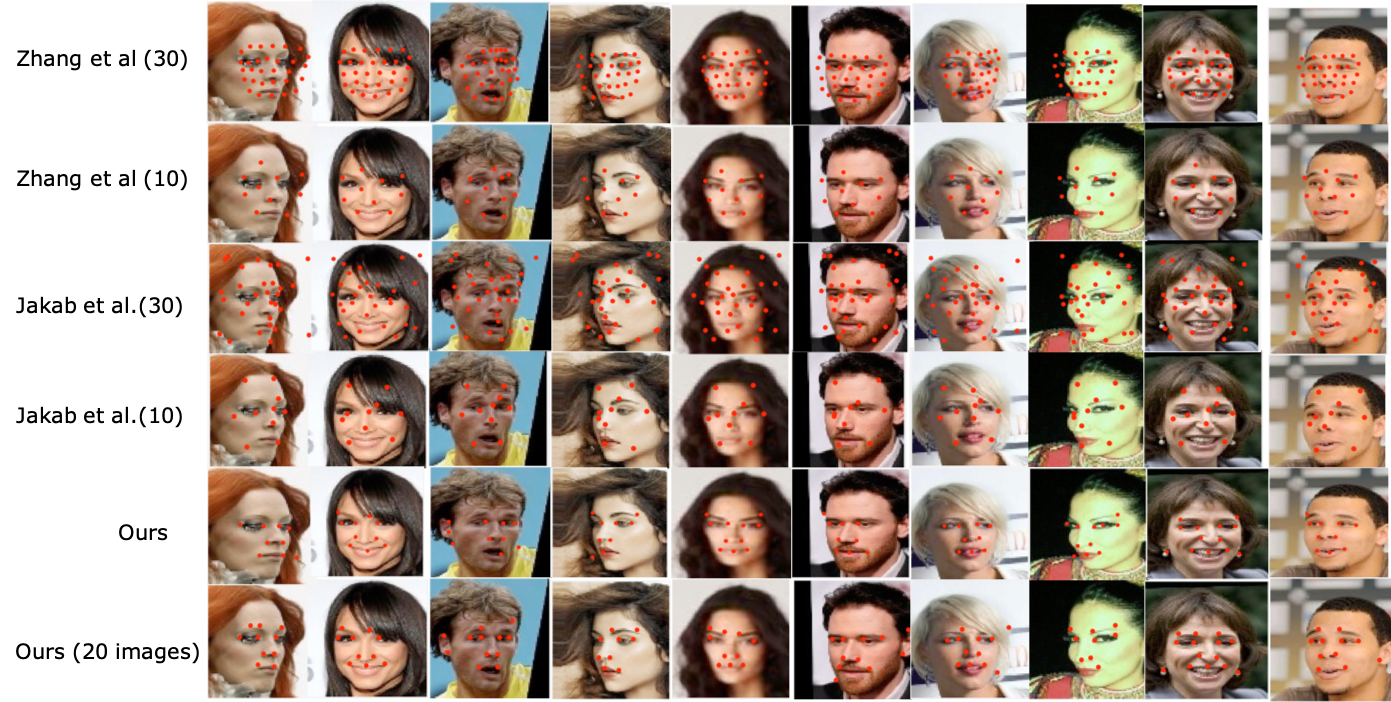 Zhang et al (30)
Zhang et al (10)
Jakab et al.(30)
Jakab et al.(10)
Ours
Ours (20 images)